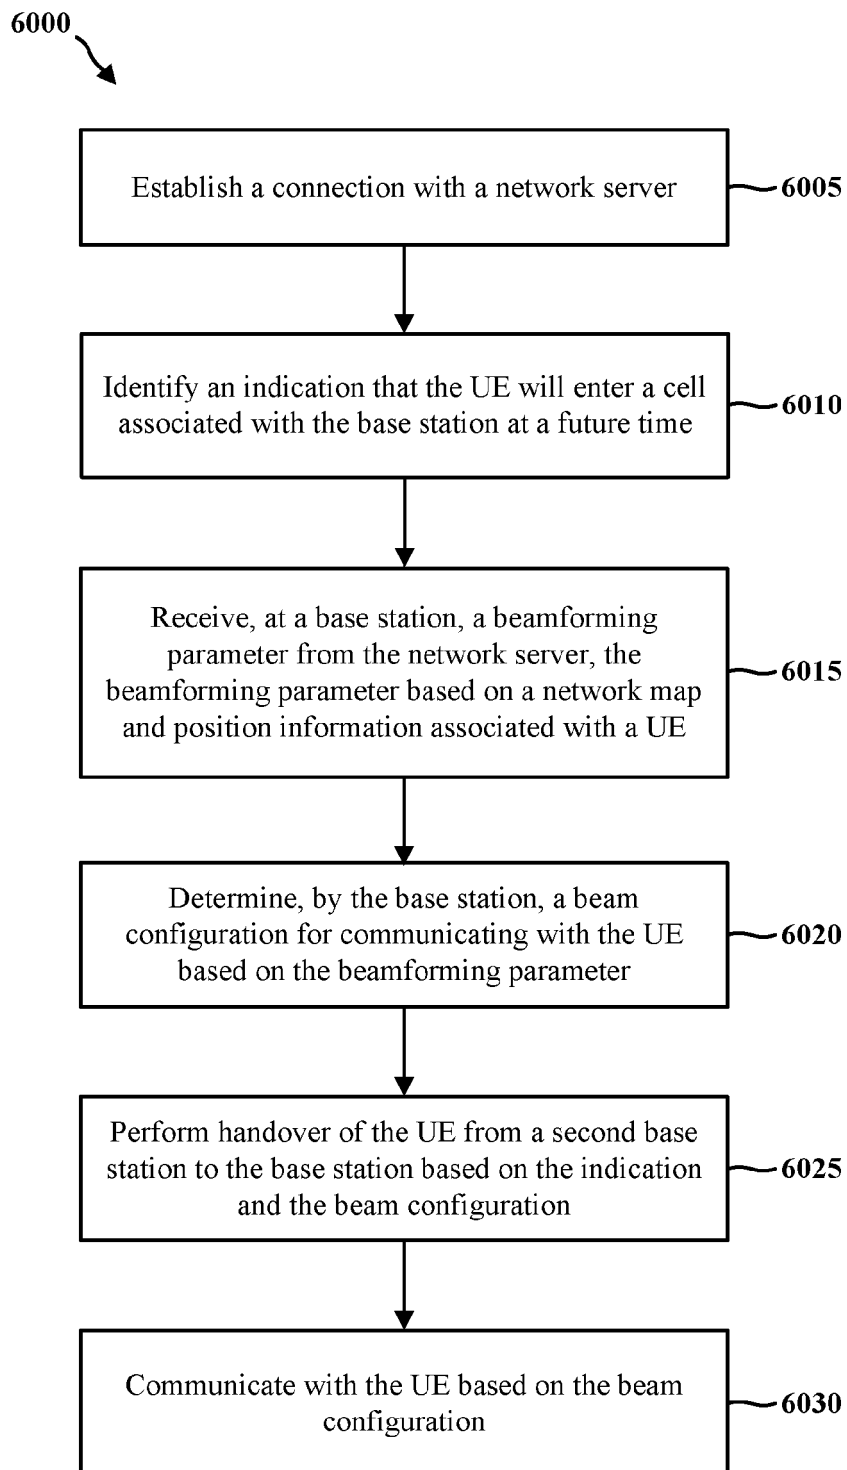 6000
Establish a connection with a network server
6005
Identify an indication that the UE will enter a cell
associated with the base station at a future time
6010
Receive, at a base station, a beamforming
parameter from the network server, the
beamforming parameter based on a network map
and position information associated with a UE
6015
Determine, by the base station, a beam
configuration for communicating with the UE
based on the beamforming parameter
6020
Perform handover of the UE from a second base
station to the base station based on the indication
and the beam configuration
6025
Communicate with the UE based on the beam
configuration
6030